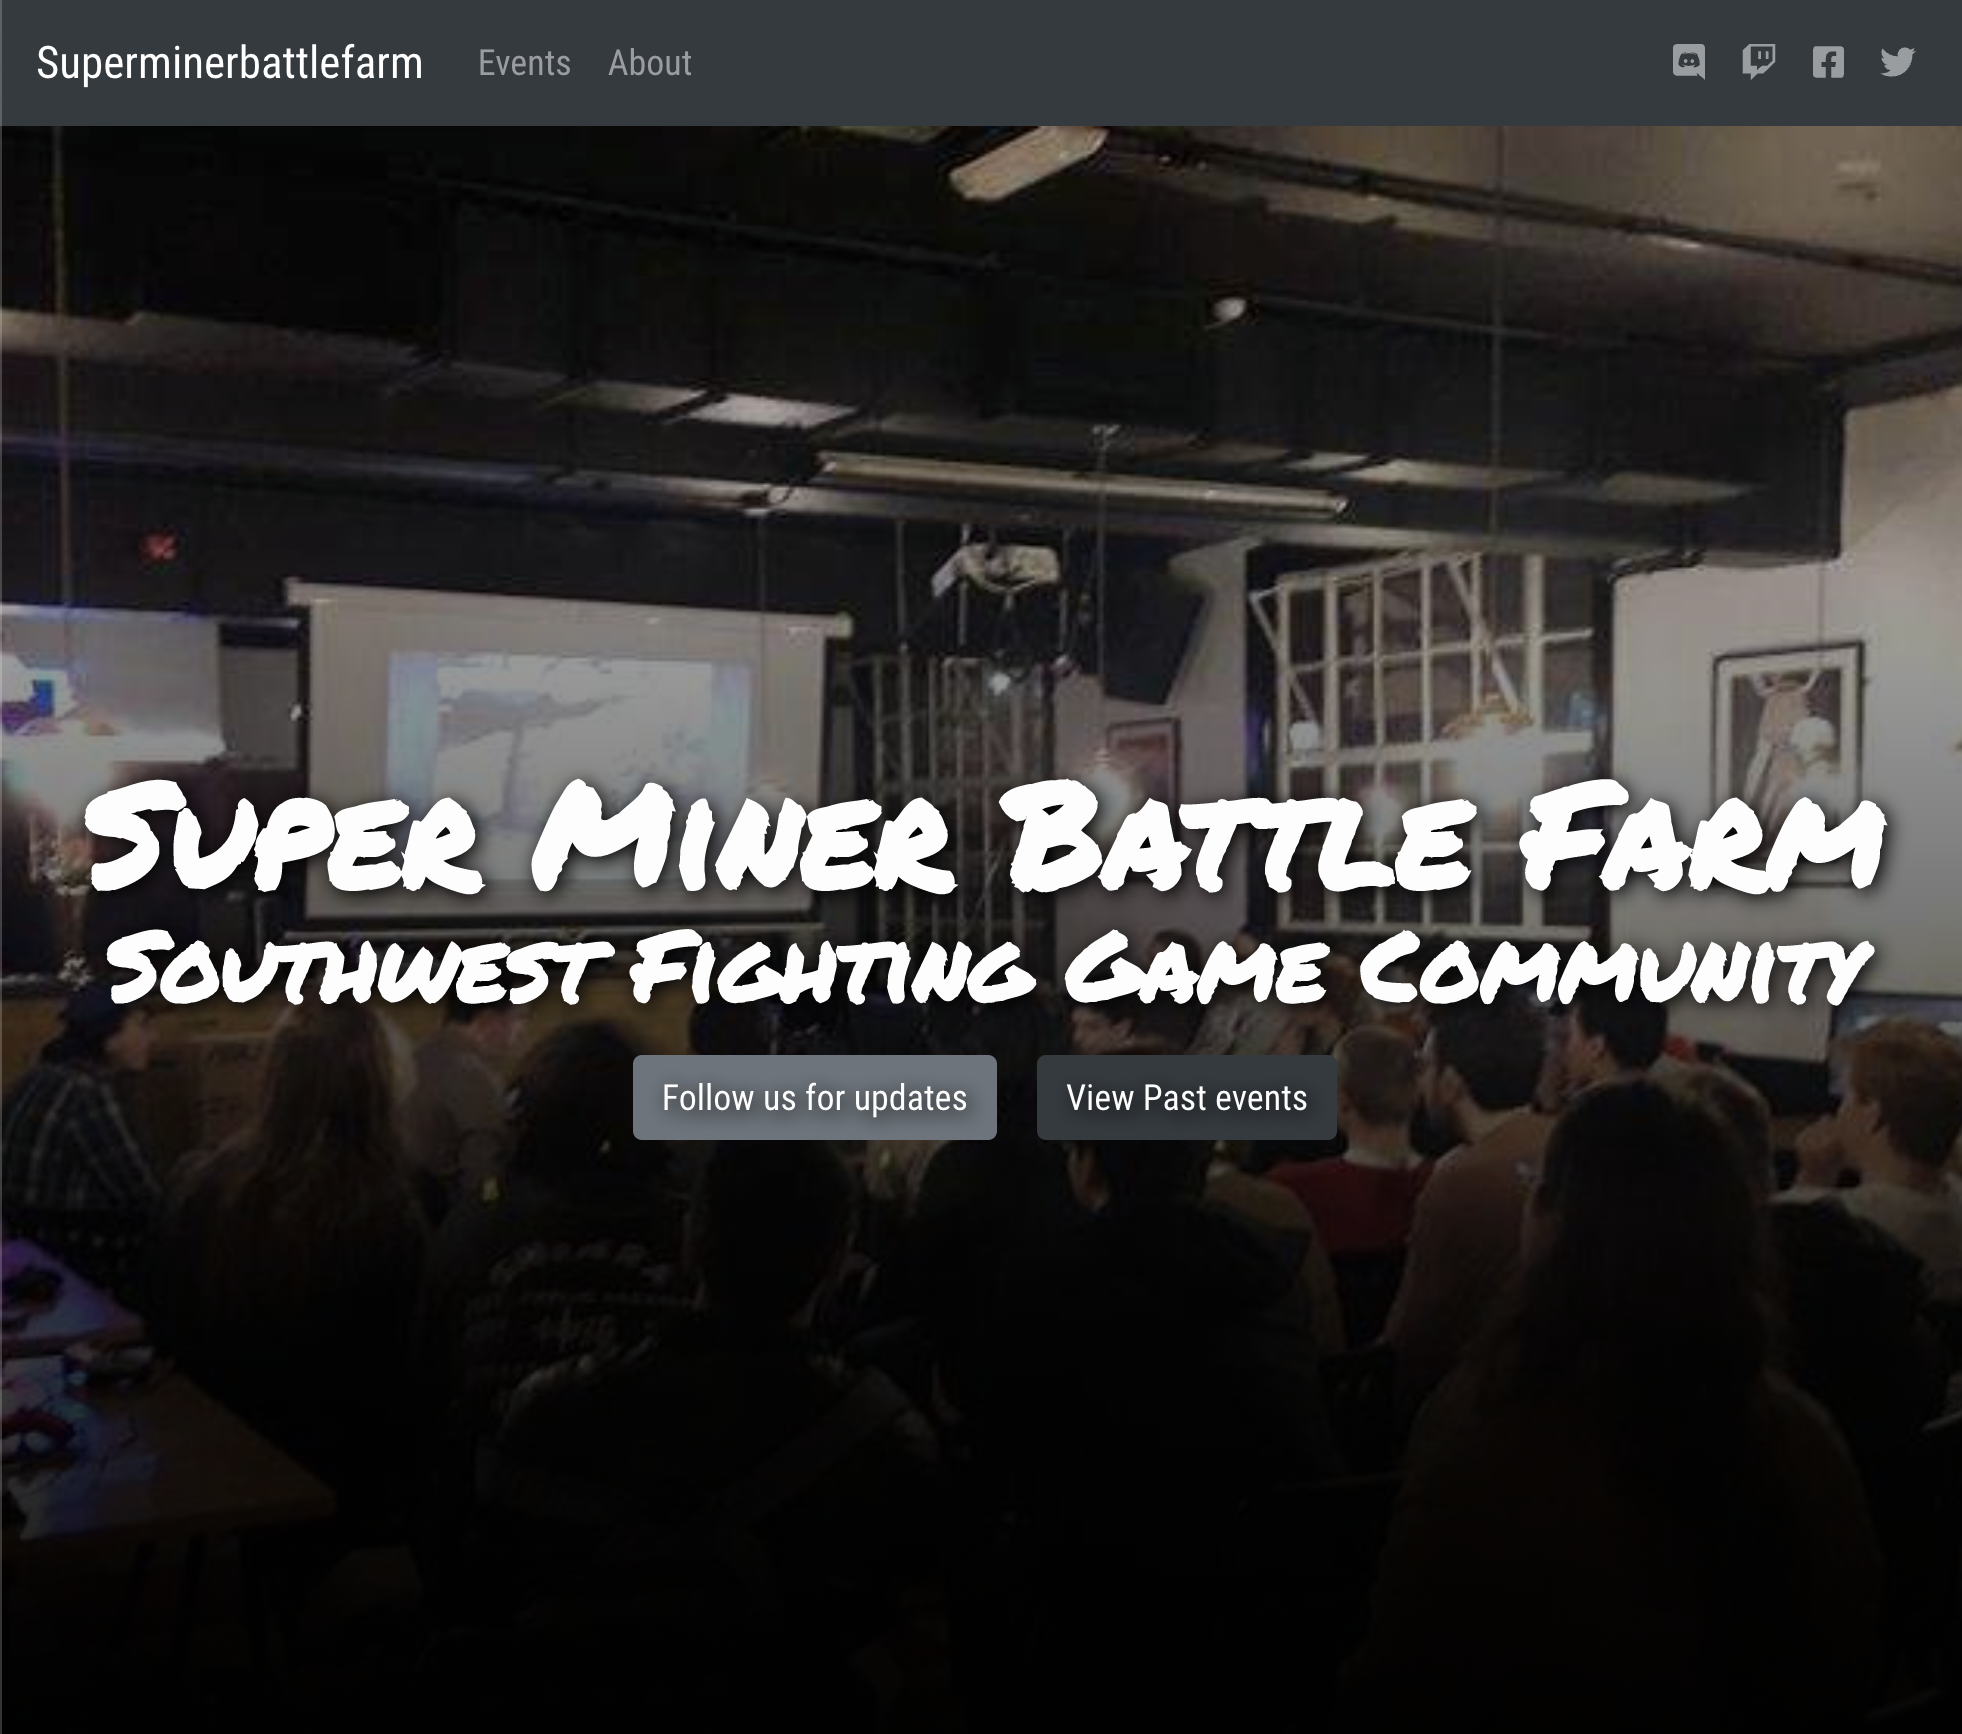 Superminerbattlefarm Events About
Super Miner Battle Farm
Southwest Fighting Game Community
Follow us for updates View Past events